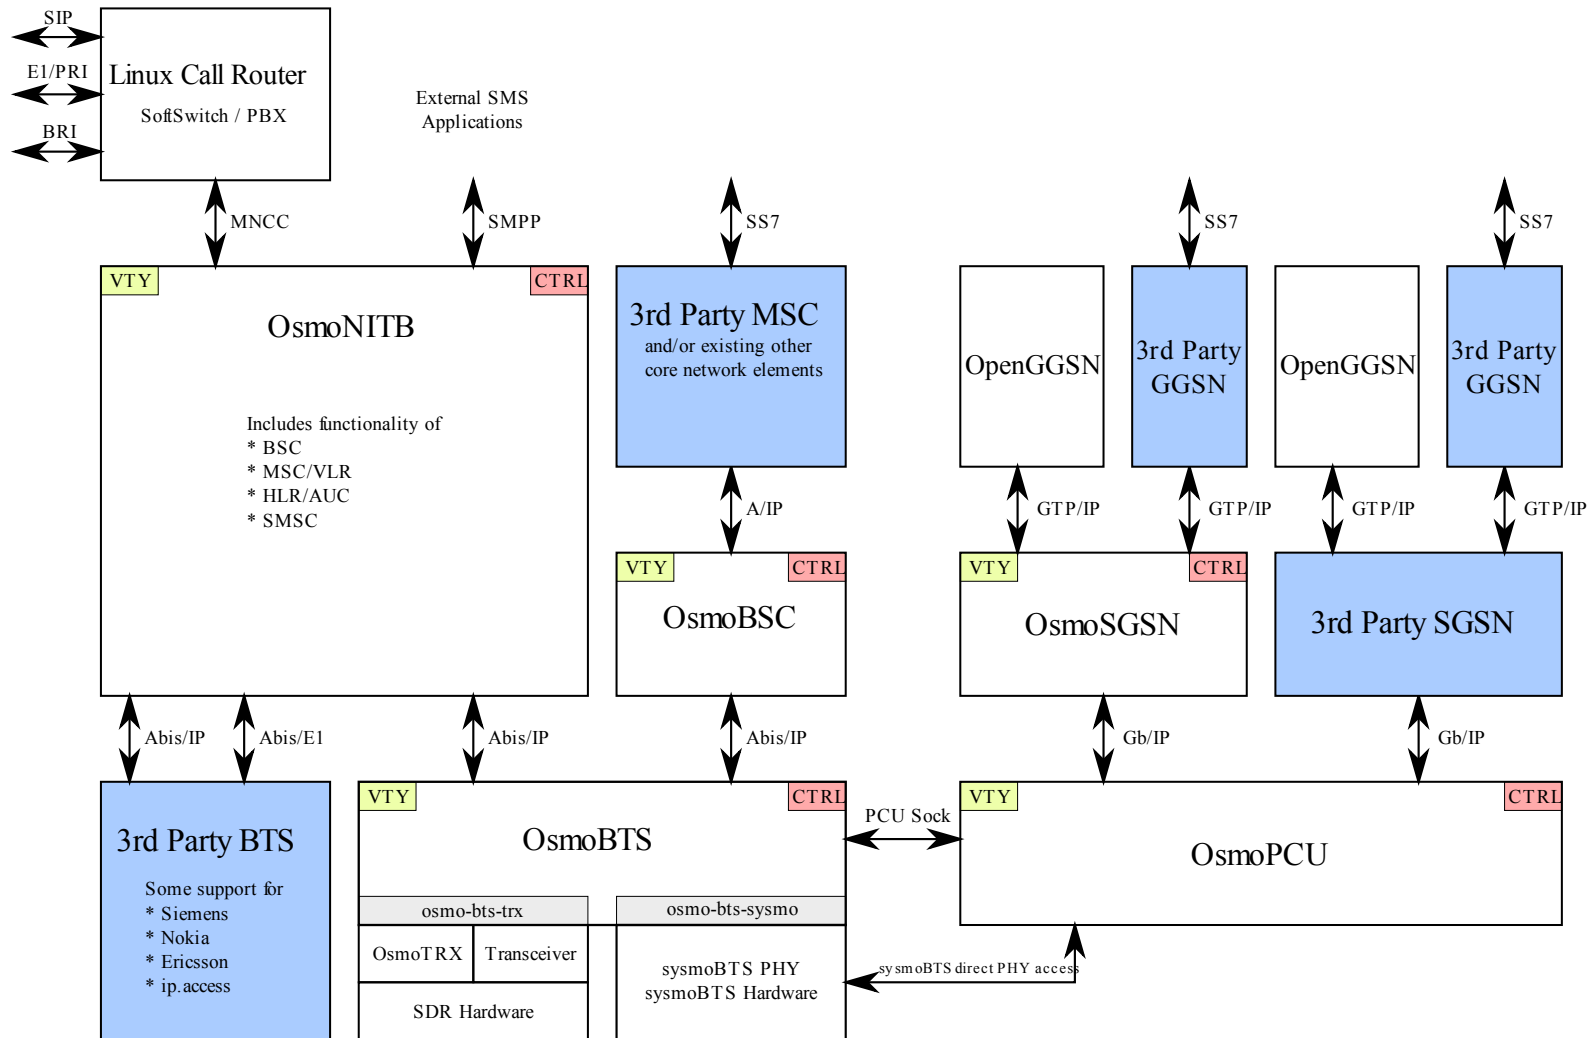 SIP
E1/PRI
BRI
Linux Call Router
SoftSwitch / PBX
External SMS
Applications
MNCC
SMPP
SS7
SS7
SS7
VTY
CTRL
OsmoNITB
Includes functionality of
* BSC
* MSC/VLR
* HLR/AUC
* SMSC
3rd Party MSC
and/or existing other
core network elements
OpenGGSN
3rd Party
GGSN
OpenGGSN
3rd Party
GGSN
A/IP
GTP/IP
GTP/IP
GTP/IP
GTP/IP
VTY
CTRL
OsmoBSC
VTY
CTRL
OsmoSGSN
3rd Party SGSN
Abis/IP
Abis/E1
Abis/IP
Abis/IP
Gb/IP
Gb/IP
3rd Party BTS
Some support for
* Siemens
* Nokia
* Ericsson
* ip.access
VTY
CTRL
OsmoBTS
osmo-bts-trx
osmo-bts-sysmo
OsmoTRX
Transceiver
SDR Hardware
sysmoBTS PHY
sysmoBTS Hardware
PCU Sock
VTY
CTRL
OsmoPCU
sysmoBTS direct PHY access